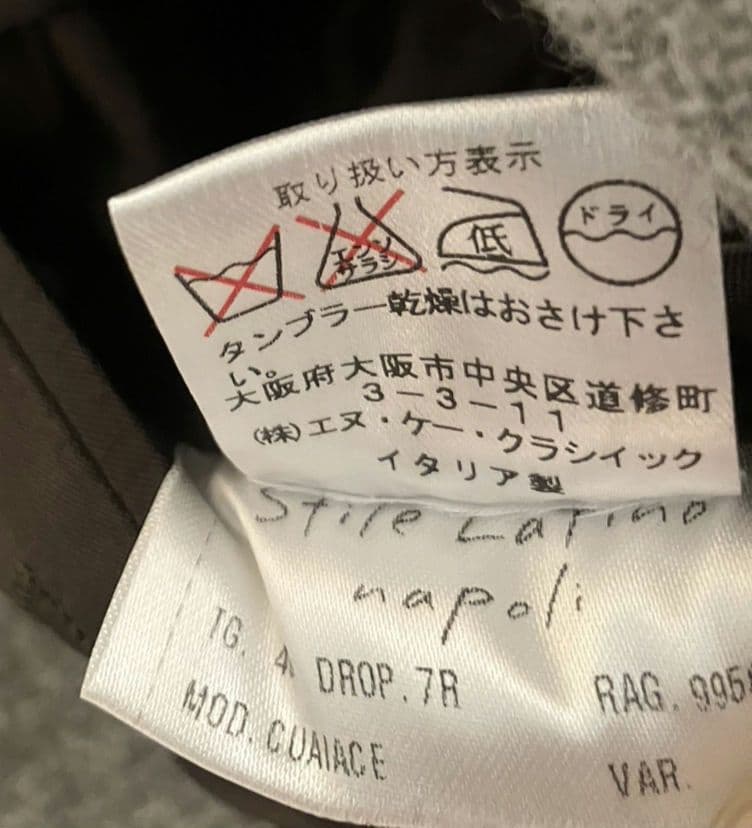 取り扱い方表示
エンソ
サラシ
低
ドライ
タンブラー乾燥はおさけ下さ
い。
大阪府大阪市中央区道修町
3-3-11
(株)エヌ・ケー・クラシイック
イタリア製
Stile Latino
napoli
TG. 4 DROP.7R RAG. 995
MOD. CUAIACE VAR.